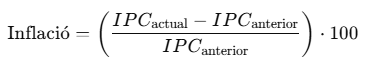 Inflació = ( (IPC_actual − IPC_anterior) / IPC_anterior ) · 100